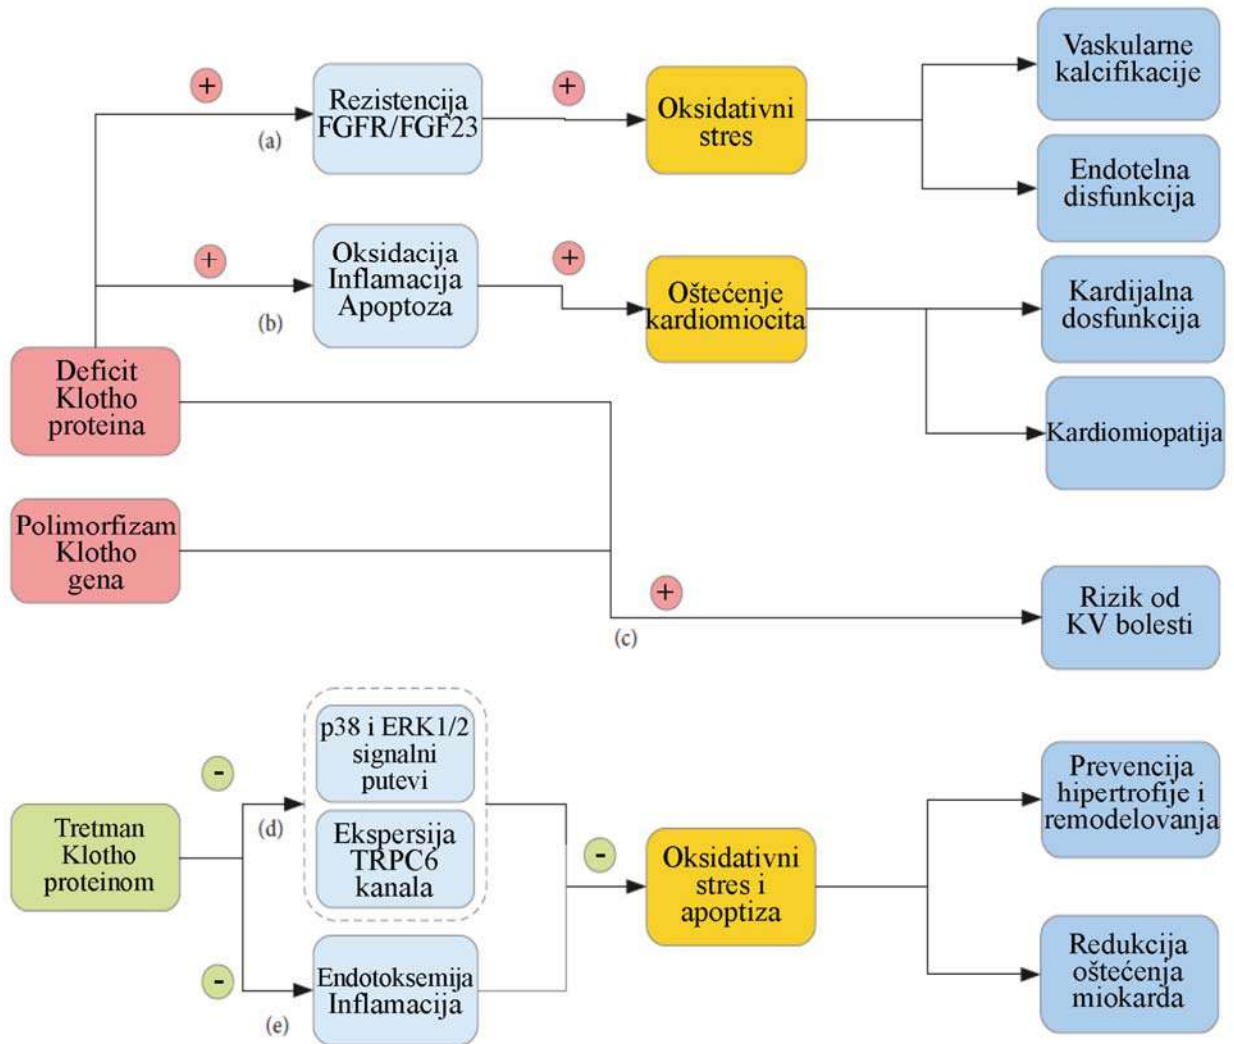 +
Rezistencija
FGFR/FGF23
(a)
+
Oksidativni
stres
Vaskularne
kalcifikacije
Endotelna
disfunkcija
+
Oksidacija
Inflamacija
Apoptoza
(b)
+
Oštećenje
kardiomiocita
Kardijalna
dosfunkcija
Kardiomiopatija
Deficit
Klotho
proteina
Polimorfizam
Klotho
gena
+
(c)
Rizik od
KV bolesti
Tretman
Klotho
proteinom
-
(d)
p38 i ERK1/2
signalni
putevi
Ekspersija
TRPC6
kanala
-
(e)
Endotoksemija
Inflamacija
-
Oksidativni
stres i
apoptiza
Prevencija
hipertrofije i
remodelovanja
Redukcija
oštećenja
miokarda